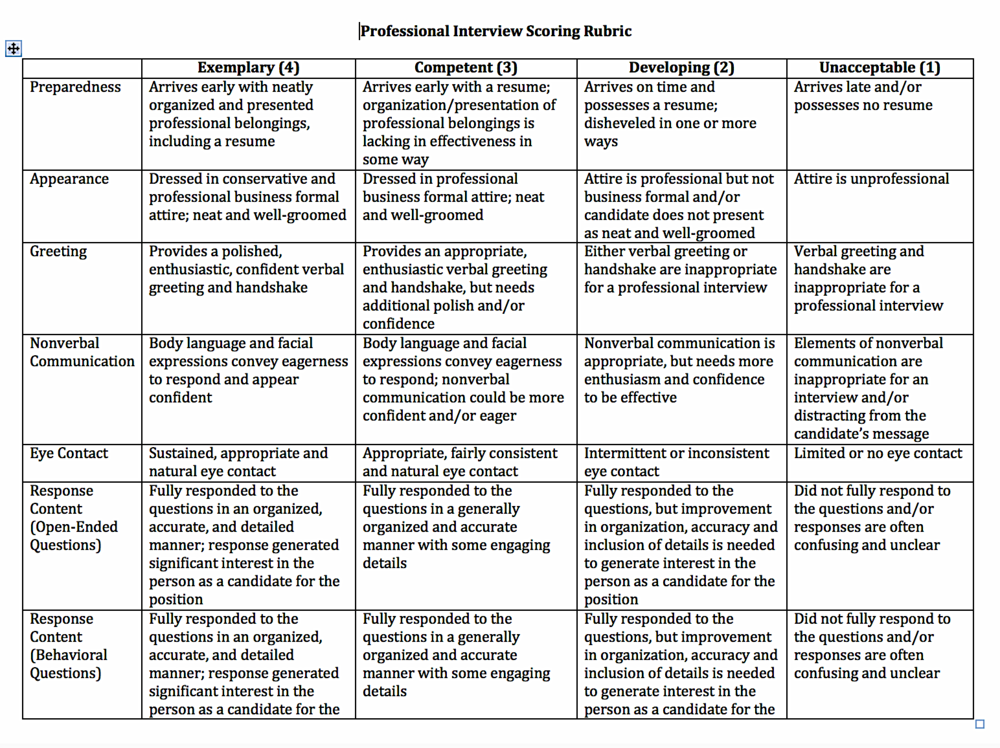 Professional Interview Scoring Rubric
Exemplary (4)
Competent (3)
Developing (2)
Unacceptable (1)
Preparedness
Arrives early with neatly
organized and presented
professional belongings,
including a resume
Arrives early with a resume;
organization/presentation of
professional belongings is
lacking in effectiveness in
some way
Arrives on time and
possesses a resume;
disheveled in one or more
ways
Arrives late and/or
possesses no resume
Appearance
Dressed in conservative and
professional business formal
attire; neat and well-groomed
Dressed in professional
business formal attire; neat
and well-groomed
Attire is professional but not
business formal and/or
candidate does not present
as neat and well-groomed
Attire is unprofessional
Greeting
Provides a polished,
enthusiastic, confident verbal
greeting and handshake
Provides an appropriate,
enthusiastic verbal greeting
and handshake, but needs
additional polish and/or
confidence
Either verbal greeting or
handshake are inappropriate
for a professional interview
Verbal greeting and
handshake are
inappropriate for a
professional interview
Nonverbal
Communication
Body language and facial
expressions convey eagerness
to respond and appear
confident
Body language and facial
expressions convey eagerness
to respond; nonverbal
communication could be more
confident and/or eager
Nonverbal communication is
appropriate, but needs more
enthusiasm and confidence
to be effective
Elements of nonverbal
communication are
inappropriate for an
interview and/or
distracting from the
candidate’s message
Eye Contact
Sustained, appropriate and
natural eye contact
Appropriate, fairly consistent
and natural eye contact
Intermittent or inconsistent
eye contact
Limited or no eye contact
Response
Content
(Open-Ended
Questions)
Fully responded to the
questions in an organized,
accurate, and detailed
manner; response generated
significant interest in the
person as a candidate for the
position
Fully responded to the
questions in a generally
organized and accurate
manner with some engaging
details
Fully responded to the
questions, but improvement
in organization, accuracy and
inclusion of details is needed
to generate interest in the
person as a candidate for the
position
Did not fully respond to
the questions and/or
responses are often
confusing and unclear
Response
Content
(Behavioral
Questions)
Fully responded to the
questions in an organized,
accurate, and detailed
manner; response generated
significant interest in the
person as a candidate for the
Fully responded to the
questions in a generally
organized and accurate
manner with some engaging
details
Fully responded to the
questions, but improvement
in organization, accuracy and
inclusion of details is needed
to generate interest in the
person as a candidate for the
Did not fully respond to
the questions and/or
responses are often
confusing and unclear